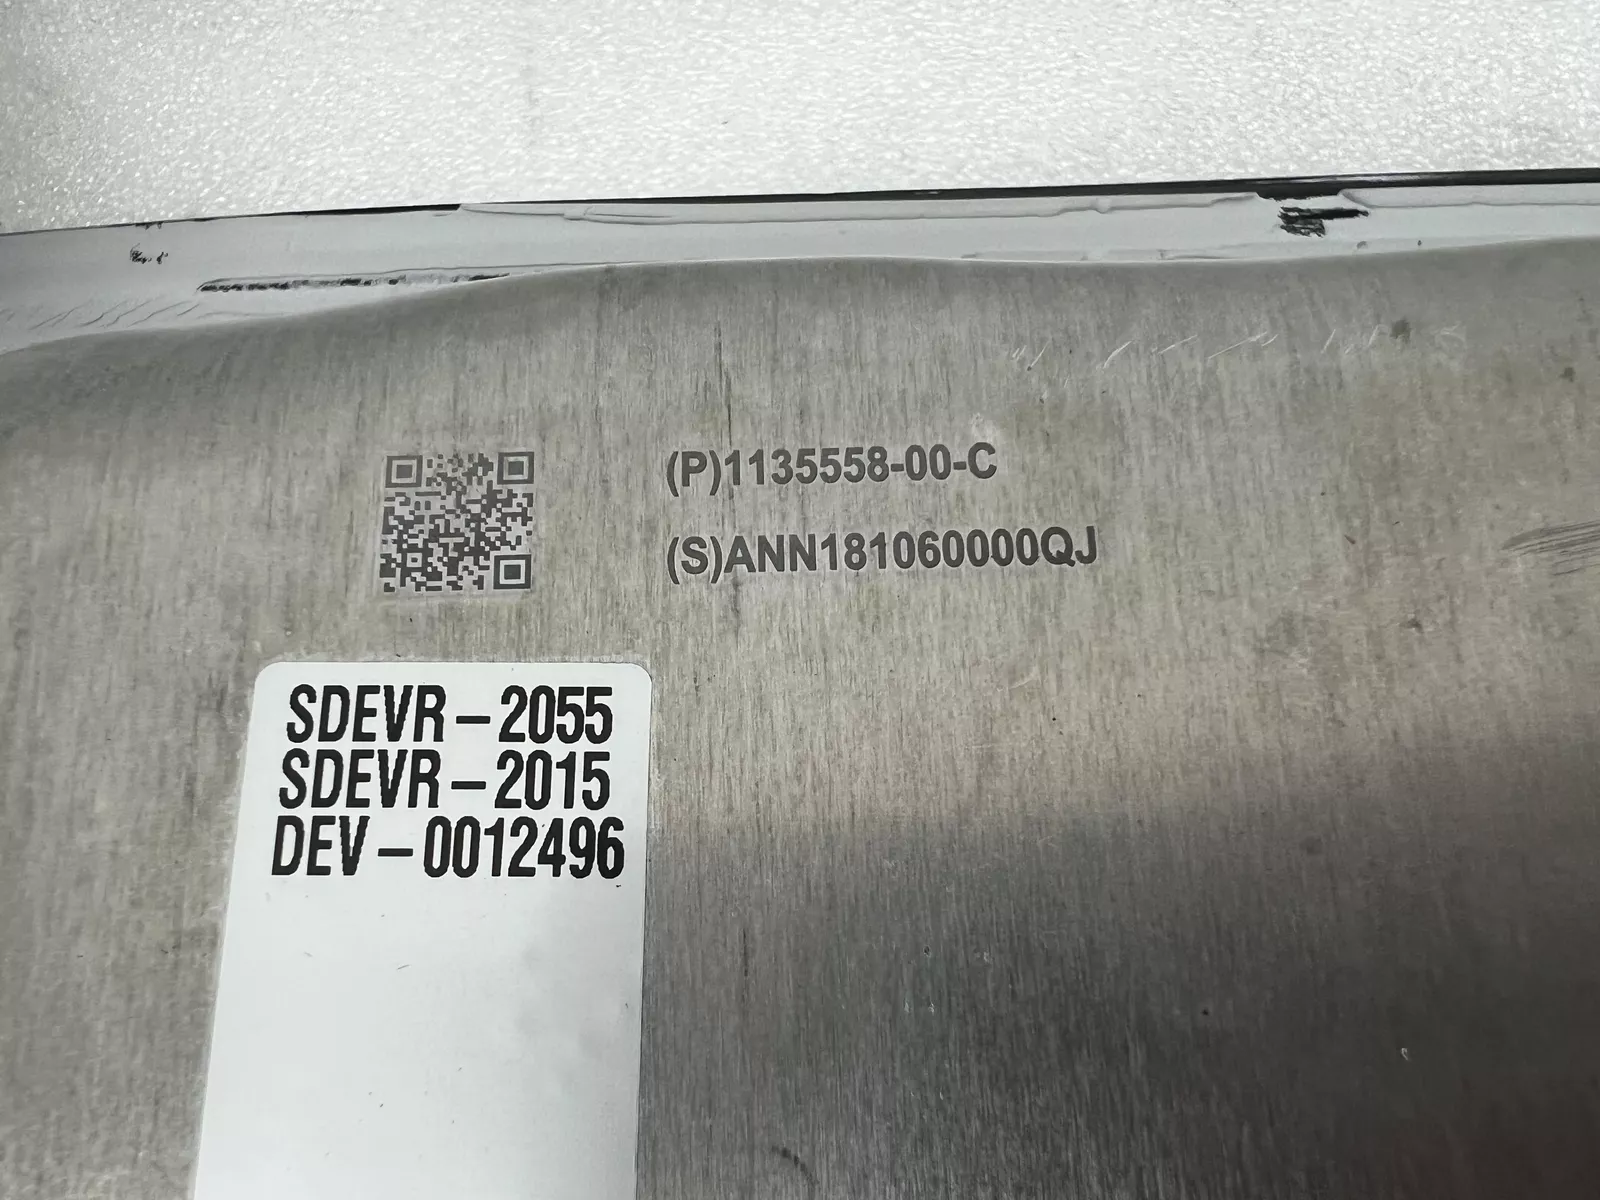 (P)1135558-00-C
(S)ANN181060000QJ
SDEVR-2055
SDEVR-2015
DEV-0012496